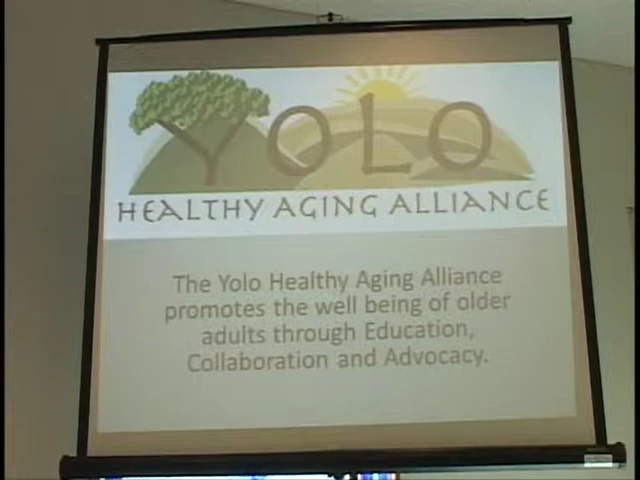 YOLO
HEALTHY AGING ALLIANCE
The Yolo Healthy Aging Alliance
promotes the well being of older
adults through Education,
Collaboration and Advocacy.